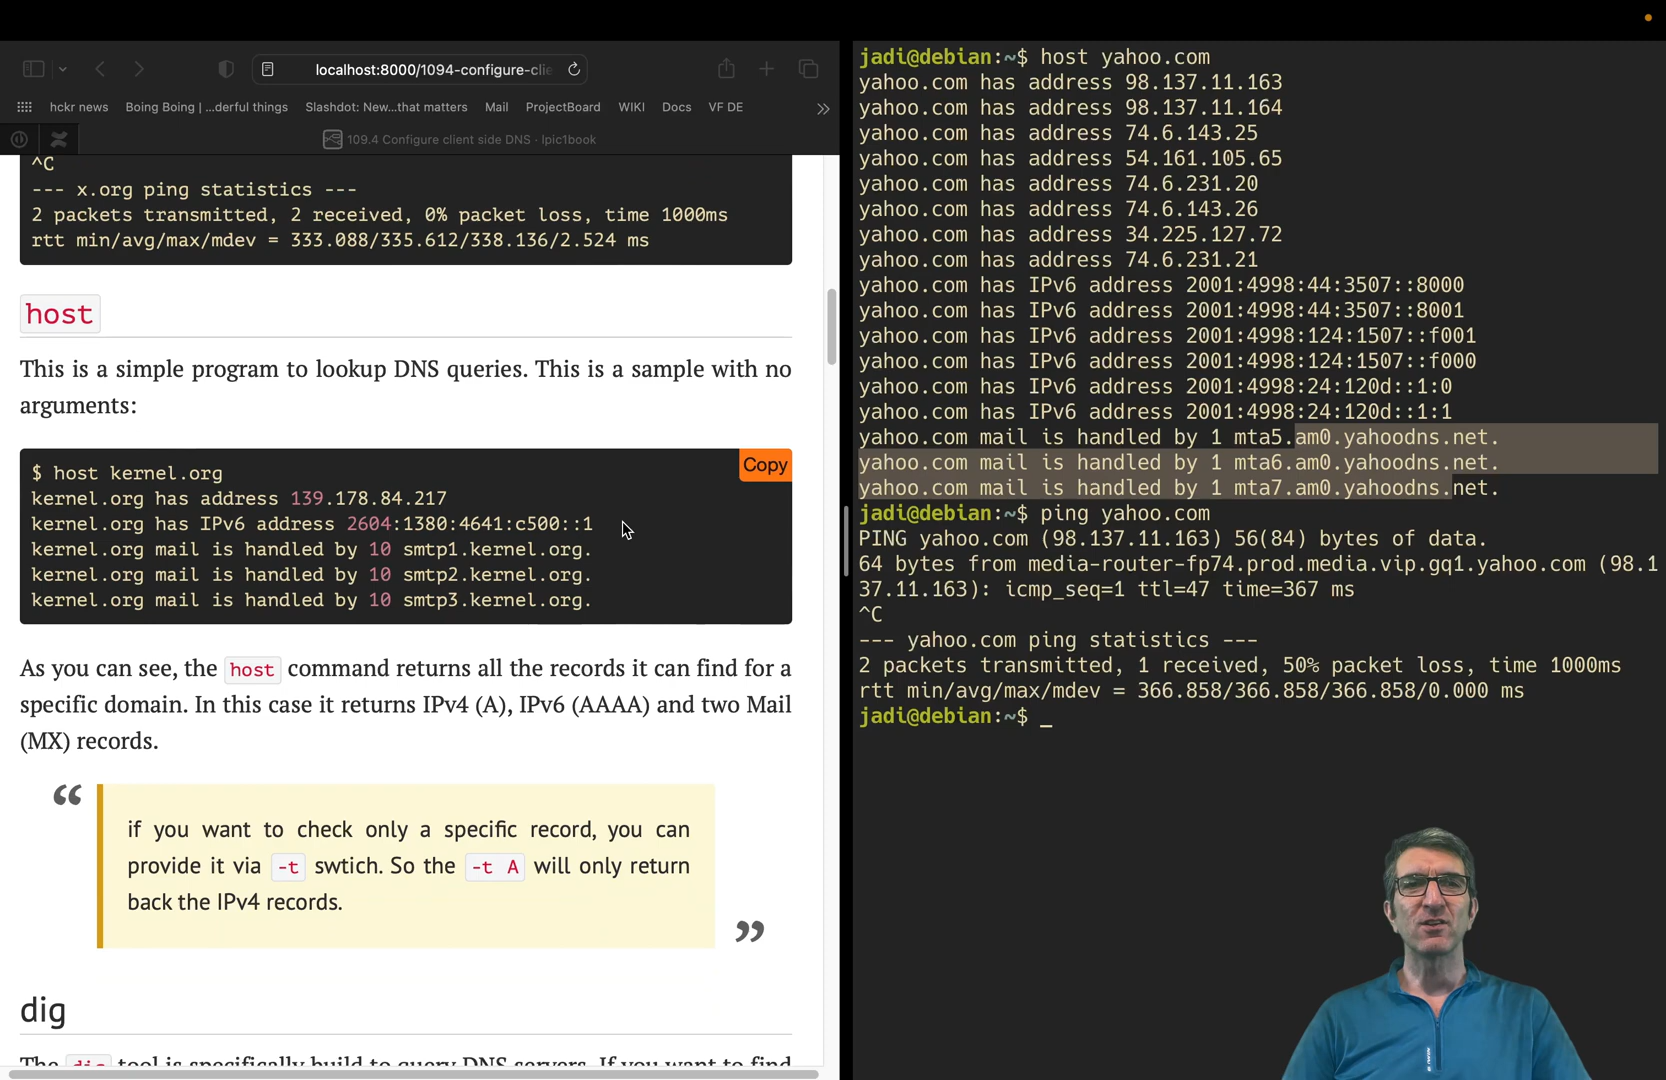 localhost:8000/1094-configure-clie
hckr news Boing Boing | ...derful things Slashdot: New...that matters Mail ProjectBoard WIKI Docs VF DE
109.4 Configure client side DNS · lpic1book
^C
--- x.org ping statistics ---
2 packets transmitted, 2 received, 0% packet loss, time 1000ms
rtt min/avg/max/mdev = 333.088/335.612/338.136/2.524 ms
host
This is a simple program to lookup DNS queries. This is a sample with no
arguments:
Copy
$ host kernel.org
kernel.org has address 139.178.84.217
kernel.org has IPv6 address 2604:1380:4641:c500::1
kernel.org mail is handled by 10 smtp1.kernel.org.
kernel.org mail is handled by 10 smtp2.kernel.org.
kernel.org mail is handled by 10 smtp3.kernel.org.
As you can see, the host command returns all the records it can find for a
specific domain. In this case it returns IPv4 (A), IPv6 (AAAA) and two Mail
(MX) records.
“
if you want to check only a specific record, you can
provide it via -t swtich. So the -t A will only return
back the IPv4 records.
”
dig
The dig tool is specifically build to query DNS servers. If you want to find
jadi@debian:~$ host yahoo.com
yahoo.com has address 98.137.11.163
yahoo.com has address 98.137.11.164
yahoo.com has address 74.6.143.25
yahoo.com has address 54.161.105.65
yahoo.com has address 74.6.231.20
yahoo.com has address 74.6.143.26
yahoo.com has address 34.225.127.72
yahoo.com has address 74.6.231.21
yahoo.com has IPv6 address 2001:4998:44:3507::8000
yahoo.com has IPv6 address 2001:4998:44:3507::8001
yahoo.com has IPv6 address 2001:4998:124:1507::f001
yahoo.com has IPv6 address 2001:4998:124:1507::f000
yahoo.com has IPv6 address 2001:4998:24:120d::1:0
yahoo.com has IPv6 address 2001:4998:24:120d::1:1
yahoo.com mail is handled by 1 mta5.am0.yahoodns.net.
yahoo.com mail is handled by 1 mta6.am0.yahoodns.net.
yahoo.com mail is handled by 1 mta7.am0.yahoodns.net.
jadi@debian:~$ ping yahoo.com
PING yahoo.com (98.137.11.163) 56(84) bytes of data.
64 bytes from media-router-fp74.prod.media.vip.gq1.yahoo.com (98.1
37.11.163): icmp_seq=1 ttl=47 time=367 ms
^C
--- yahoo.com ping statistics ---
2 packets transmitted, 1 received, 50% packet loss, time 1000ms
rtt min/avg/max/mdev = 366.858/366.858/366.858/0.000 ms
jadi@debian:~$ _